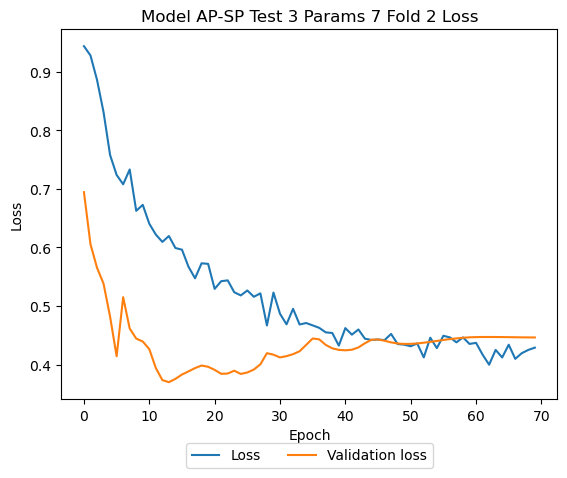 Model AP-SP Test 3 Params 7 Fold 2 Loss
0.9
0.8
0.7
0.6
0.5
0.4
Loss
0 10 20 30 40 50 60 70
Epoch
Loss Validation loss